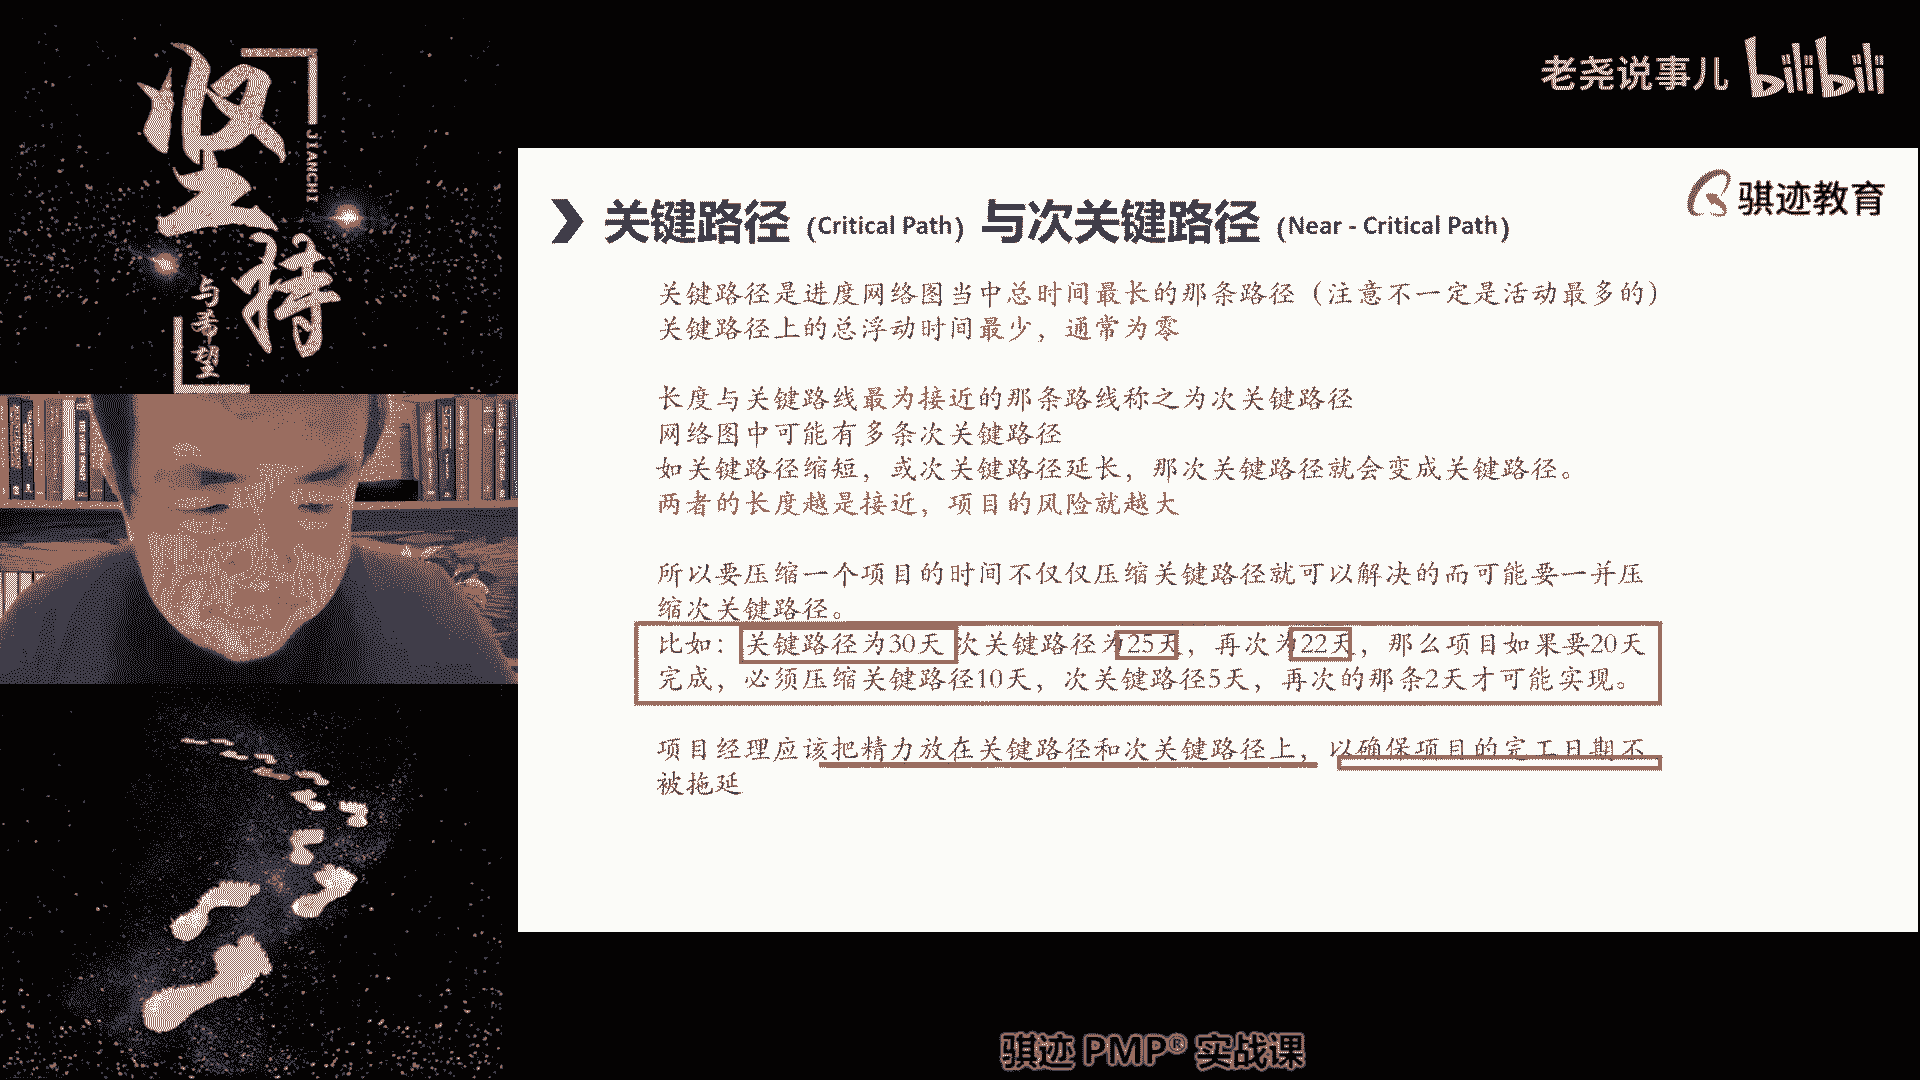 坚持
JIANCHI
与希望
老尧说事儿 bilibili
骐迹教育
关键路径 (Critical Path) 与次关键路径 (Near - Critical Path)
关键路径是进度网络图当中总时间最长的那条路径（注意不一定是活动最多的）
关键路径上的总浮动时间最少，通常为零
长度与关键路线最为接近的那条路线称之为次关键路径
网络图中可能有多条次关键路径
如关键路径缩短，或次关键路径延长，那次关键路径就会变成关键路径。
两者的长度越是接近，项目的风险就越大
所以要压缩一个项目的时间不仅仅压缩关键路径就可以解决的而可能要一并压
缩次关键路径。
比如：关键路径为30天 次关键路径为25天，再次为22天，那么项目如果要20天
完成，必须压缩关键路径10天，次关键路径5天，再次的那条2天才可能实现。
项目经理应该把精力放在关键路径和次关键路径上，以确保项目的完工日期不
被拖延
骐迹 PMP® 实战课